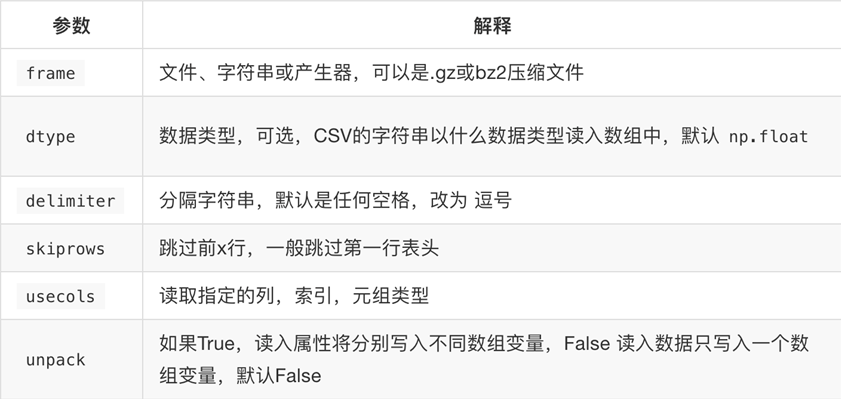 参数 解释
frame 文件、字符串或产生器，可以是.gz或bz2压缩文件
dtype 数据类型，可选，CSV的字符串以什么数据类型读入数组中，默认 np.float
delimiter 分隔字符串，默认是任何空格，改为 逗号
skiprows 跳过前x行，一般跳过第一行表头
usecols 读取指定的列，索引，元组类型
unpack 如果True，读入属性将分别写入不同数组变量，False 读入数据只写入一个数
组变量，默认False